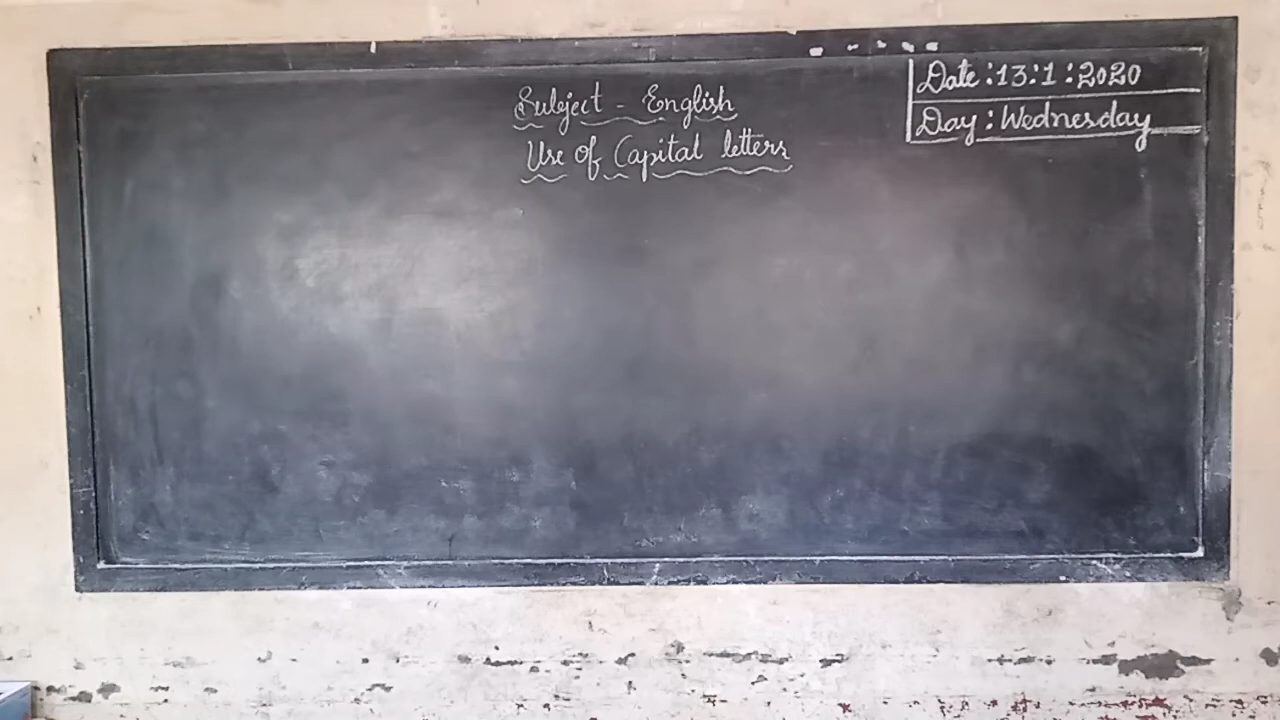 Subject - English
Use of Capital letters
Date : 13 : 1 : 2020
Day : Wednesday